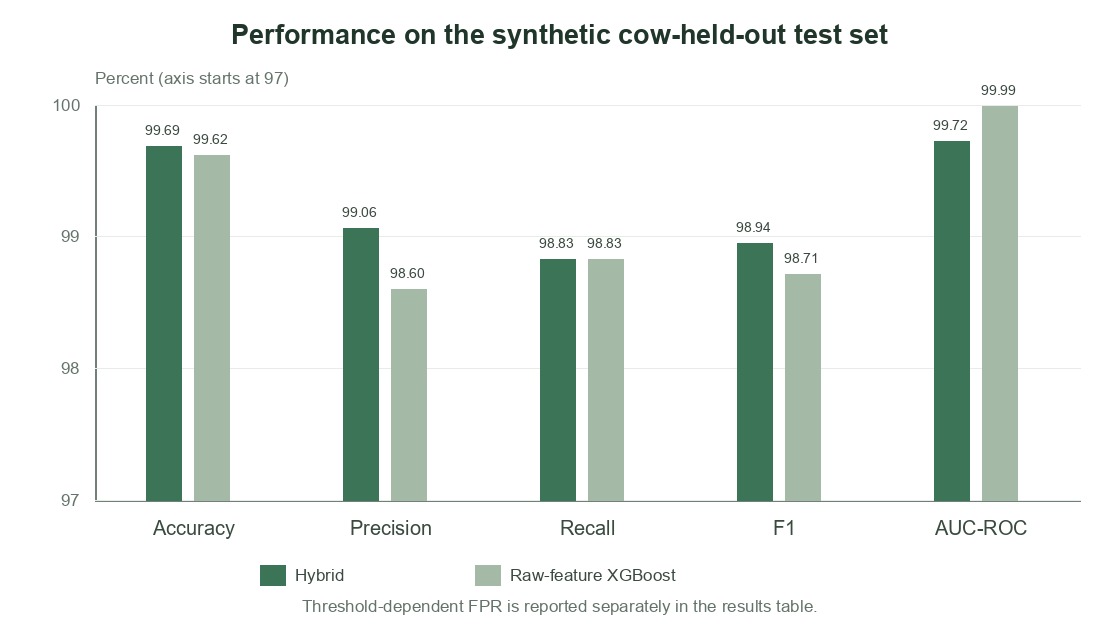 Performance on the synthetic cow-held-out test set
Percent (axis starts at 97)
100
99
98
97
99.69
99.62
99.06
98.60
98.83
98.83
98.94
98.71
99.72
99.99
Accuracy
Precision
Recall
F1
AUC-ROC
Hybrid
Raw-feature XGBoost
Threshold-dependent FPR is reported separately in the results table.